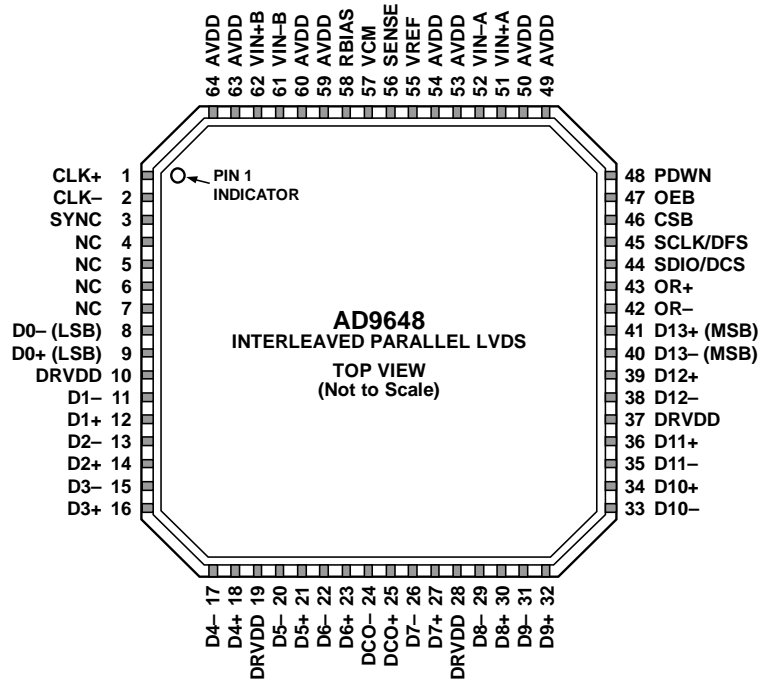 64 AVDD
63 AVDD
62 VIN+B
61 VIN–B
60 AVDD
59 AVDD
58 RBIAS
57 VCM
56 SENSE
55 VREF
54 AVDD
53 AVDD
52 VIN–A
51 VIN+A
50 AVDD
49 AVDD
CLK+ 1
CLK– 2
SYNC 3
NC 4
NC 5
NC 6
NC 7
D0– (LSB) 8
D0+ (LSB) 9
DRVDD 10
D1– 11
D1+ 12
D2– 13
D2+ 14
D3– 15
D3+ 16
PIN 1
INDICATOR
AD9648
INTERLEAVED PARALLEL LVDS
TOP VIEW
(Not to Scale)
48 PDWN
47 OEB
46 CSB
45 SCLK/DFS
44 SDIO/DCS
43 OR+
42 OR–
41 D13+ (MSB)
40 D13– (MSB)
39 D12+
38 D12–
37 DRVDD
36 D11+
35 D11–
34 D10+
33 D10–
D4– 17
D4+ 18
DRVDD 19
D5– 20
D5+ 21
D6– 22
D6+ 23
DCO– 24
DCO+ 25
D7– 26
D7+ 27
DRVDD 28
D8– 29
D8+ 30
D9– 31
D9+ 32